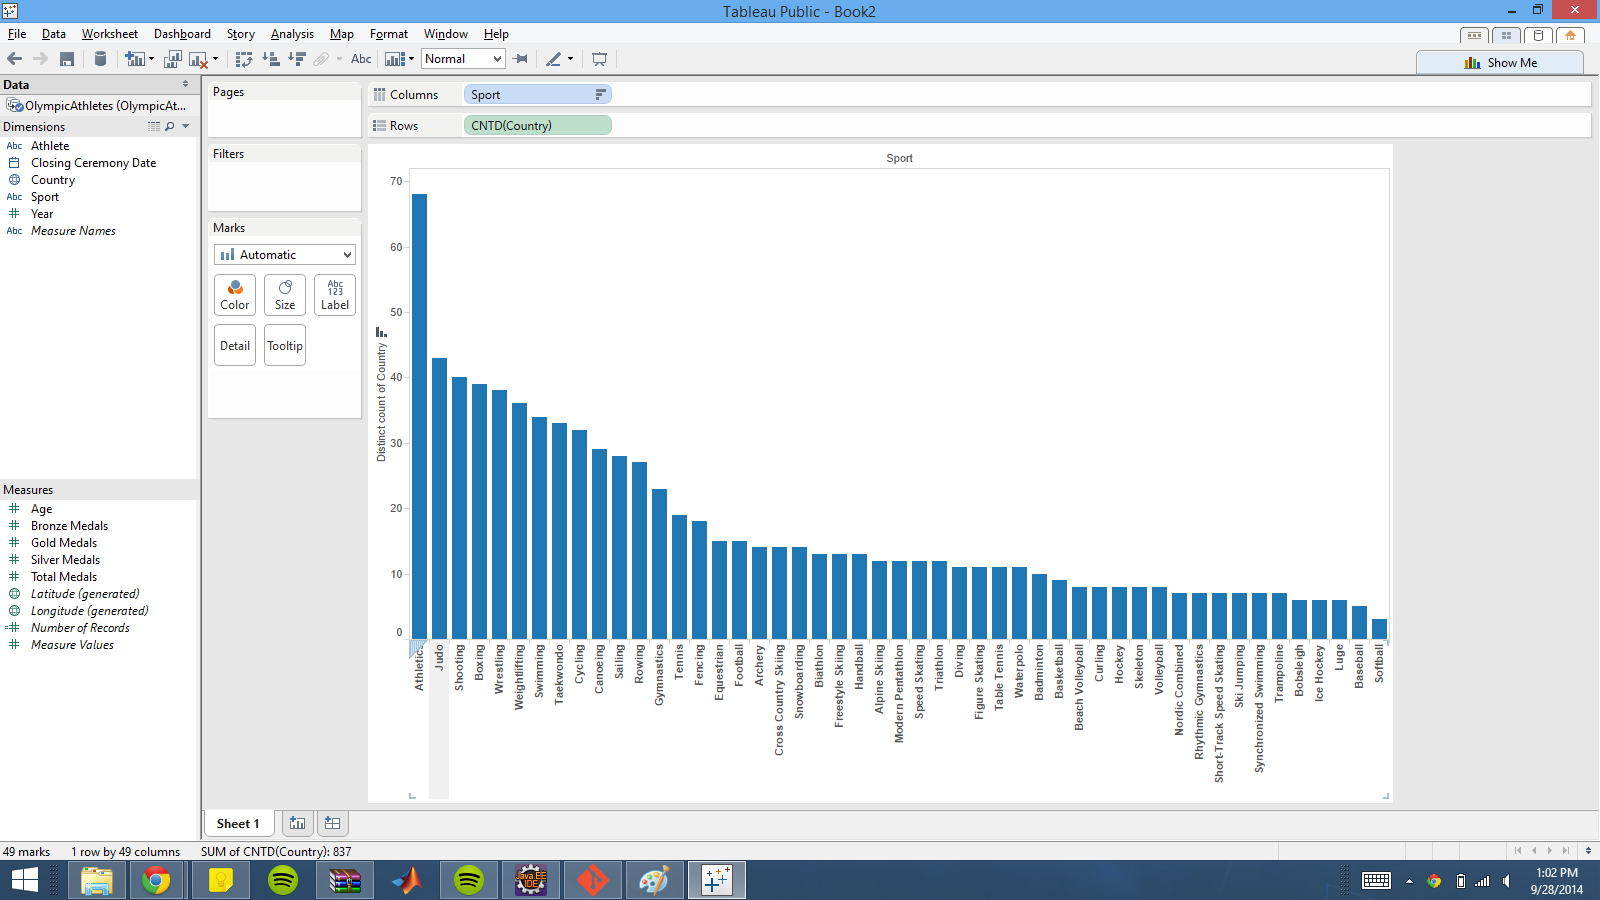 Tableau Public - Book2
File Data Worksheet Dashboard Story Analysis Map Format Window Help
Abc Normal
Show Me
Data
OlympicAthletes (OlympicAt...
Dimensions
Abc Athlete
Closing Ceremony Date
Country
Abc Sport
Year
Abc Measure Names
Measures
Age
Bronze Medals
Gold Medals
Silver Medals
Total Medals
Latitude (generated)
Longitude (generated)
Number of Records
Measure Values
Pages
Filters
Marks
Automatic
Color Size Abc 123 Label
Detail Tooltip
Columns Sport
Rows CNTD(Country)
Sport
Distinct count of Country
70
60
50
40
30
20
10
0
Athletics
Judo
Shooting
Boxing
Wrestling
Weightlifting
Swimming
Taekwondo
Cycling
Canoeing
Sailing
Rowing
Gymnastics
Tennis
Fencing
Equestrian
Football
Archery
Cross Country Skiing
Snowboarding
Biathlon
Freestyle Skiing
Handball
Alpine Skiing
Modern Pentathlon
Speed Skating
Triathlon
Diving
Figure Skating
Table Tennis
Waterpolo
Badminton
Basketball
Beach Volleyball
Curling
Hockey
Skeleton
Volleyball
Nordic Combined
Rhythmic Gymnastics
Short-Track Speed Skating
Ski Jumping
Synchronized Swimming
Trampoline
Bobsleigh
Ice Hockey
Luge
Baseball
Softball
Sheet 1
49 marks 1 row by 49 columns SUM of CNTD(Country): 837
Java EE
IDE
1:02 PM
9/28/2014